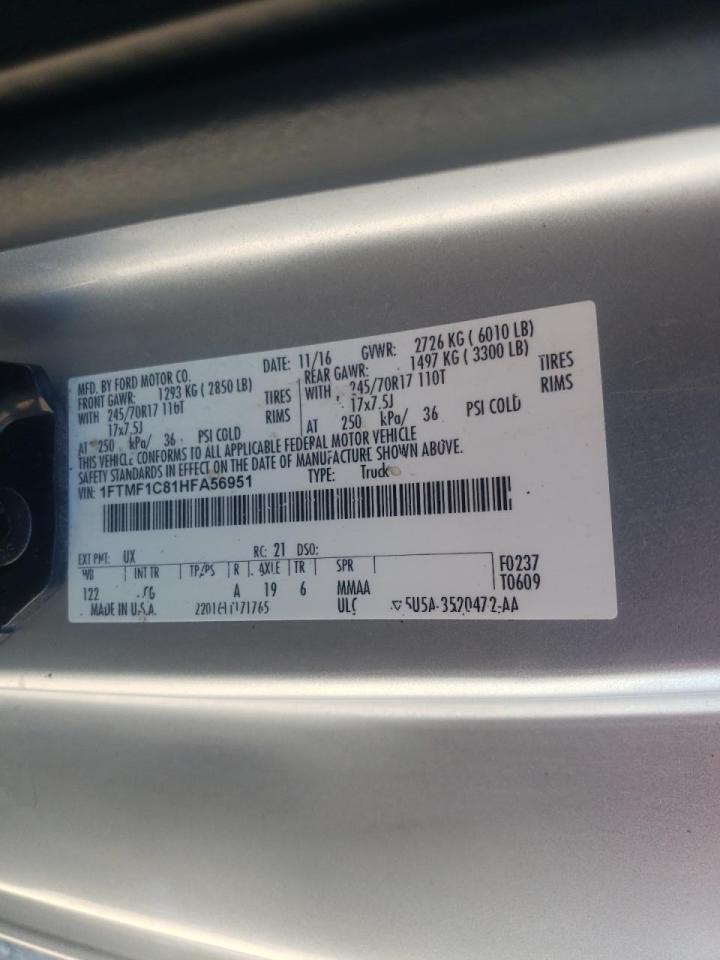 MFD. BY FORD MOTOR CO. DATE: 11/16 GVWR: 2726 KG ( 6010 LB)
FRONT GAWR: 1293 KG ( 2850 LB) REAR GAWR: 1497 KG ( 3300 LB)
WITH 245/70R17 110T TIRES WITH 245/70R17 110T TIRES
17x7.5J RIMS 17x7.5J RIMS
AT 250 kPa/ 36 PSI COLD AT 250 kPa/ 36 PSI COLD
THIS VEHICLE CONFORMS TO ALL APPLICABLE FEDERAL MOTOR VEHICLE
SAFETY STANDARDS IN EFFECT ON THE DATE OF MANUFACTURE SHOWN ABOVE.
VIN: 1FTMF1C81HFA56951 TYPE: Truck
EXT PNT: UX RC: 21 DSO:
WB INT TR TP/PS R AXLE TR SPR F0237
122 A 19 6 MMAA T0609
MADE IN U.S.A. ULC 5U5A-3520472-AA